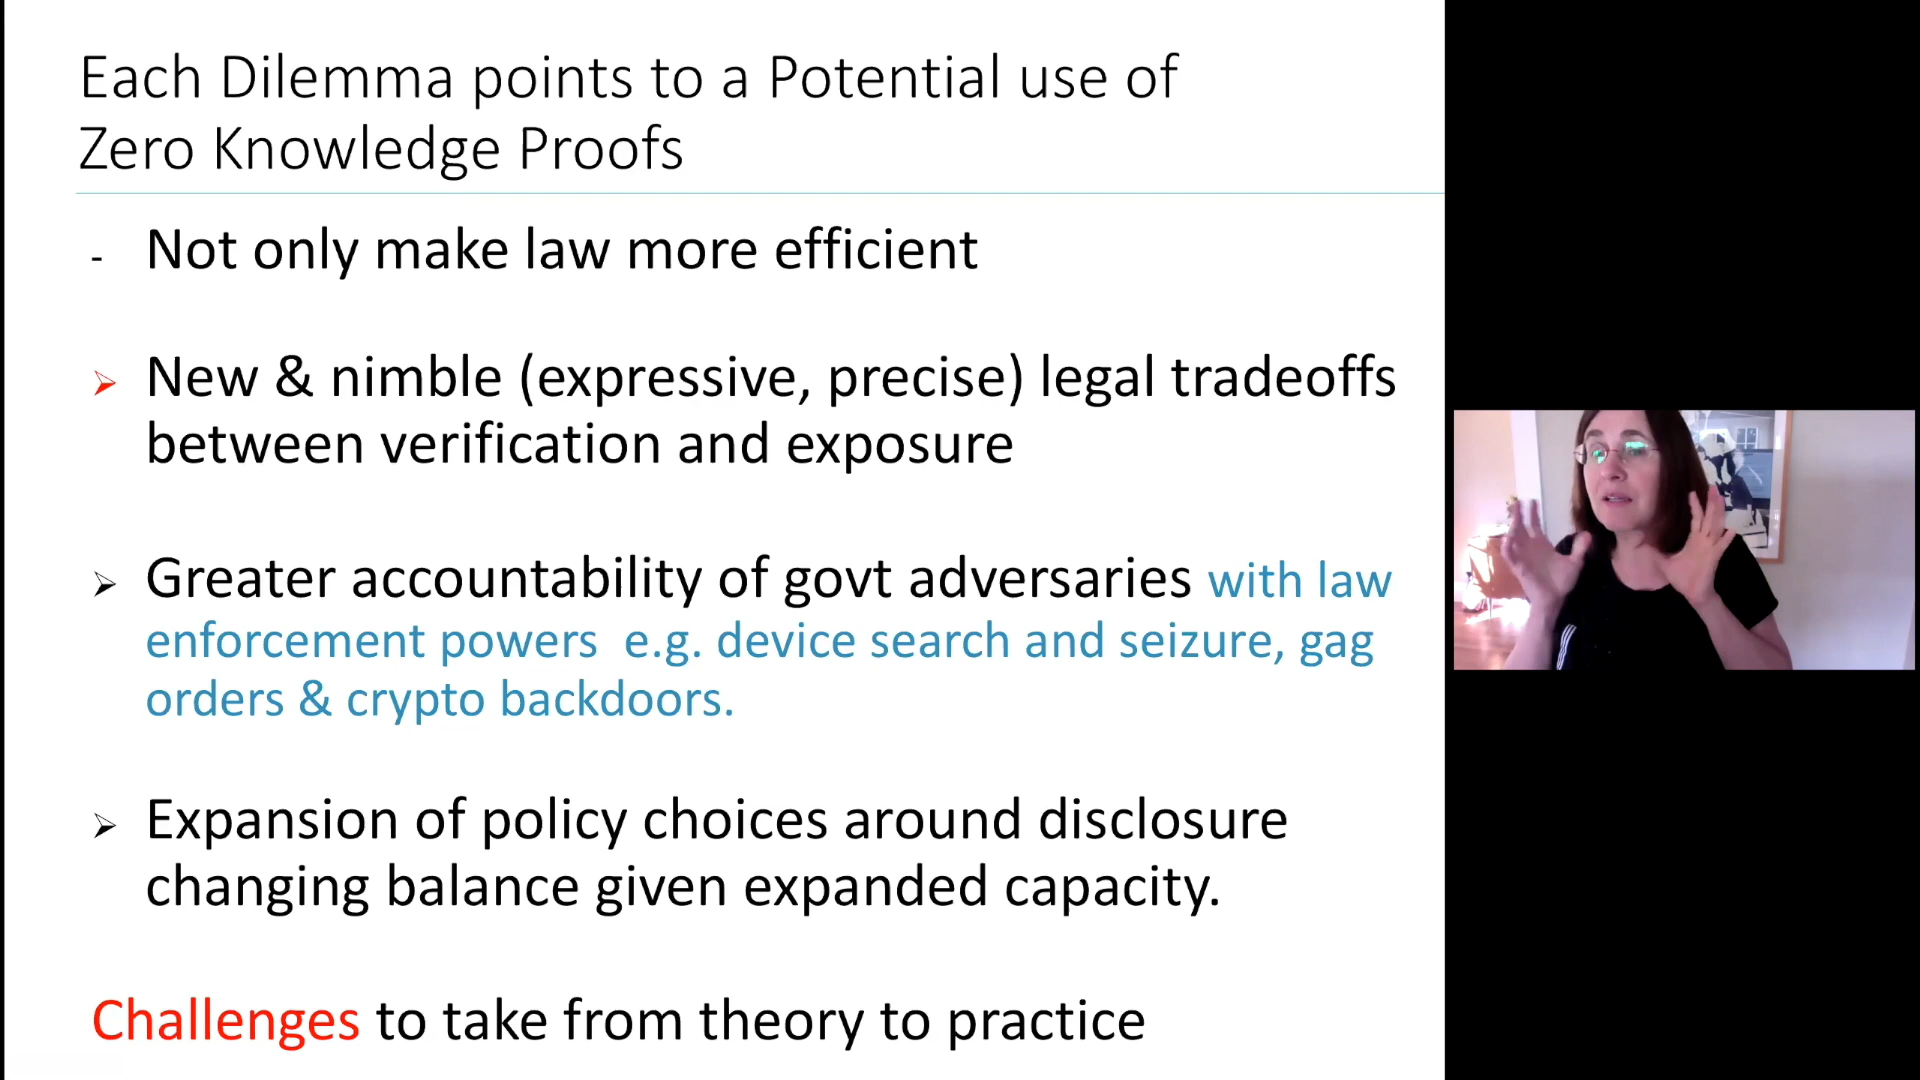 Each Dilemma points to a Potential use of
Zero Knowledge Proofs
- Not only make law more efficient
➢ New & nimble (expressive, precise) legal tradeoffs
between verification and exposure
➢ Greater accountability of govt adversaries with law
enforcement powers  e.g. device search and seizure, gag
orders & crypto backdoors.
➢ Expansion of policy choices around disclosure
changing balance given expanded capacity.
Challenges to take from theory to practice